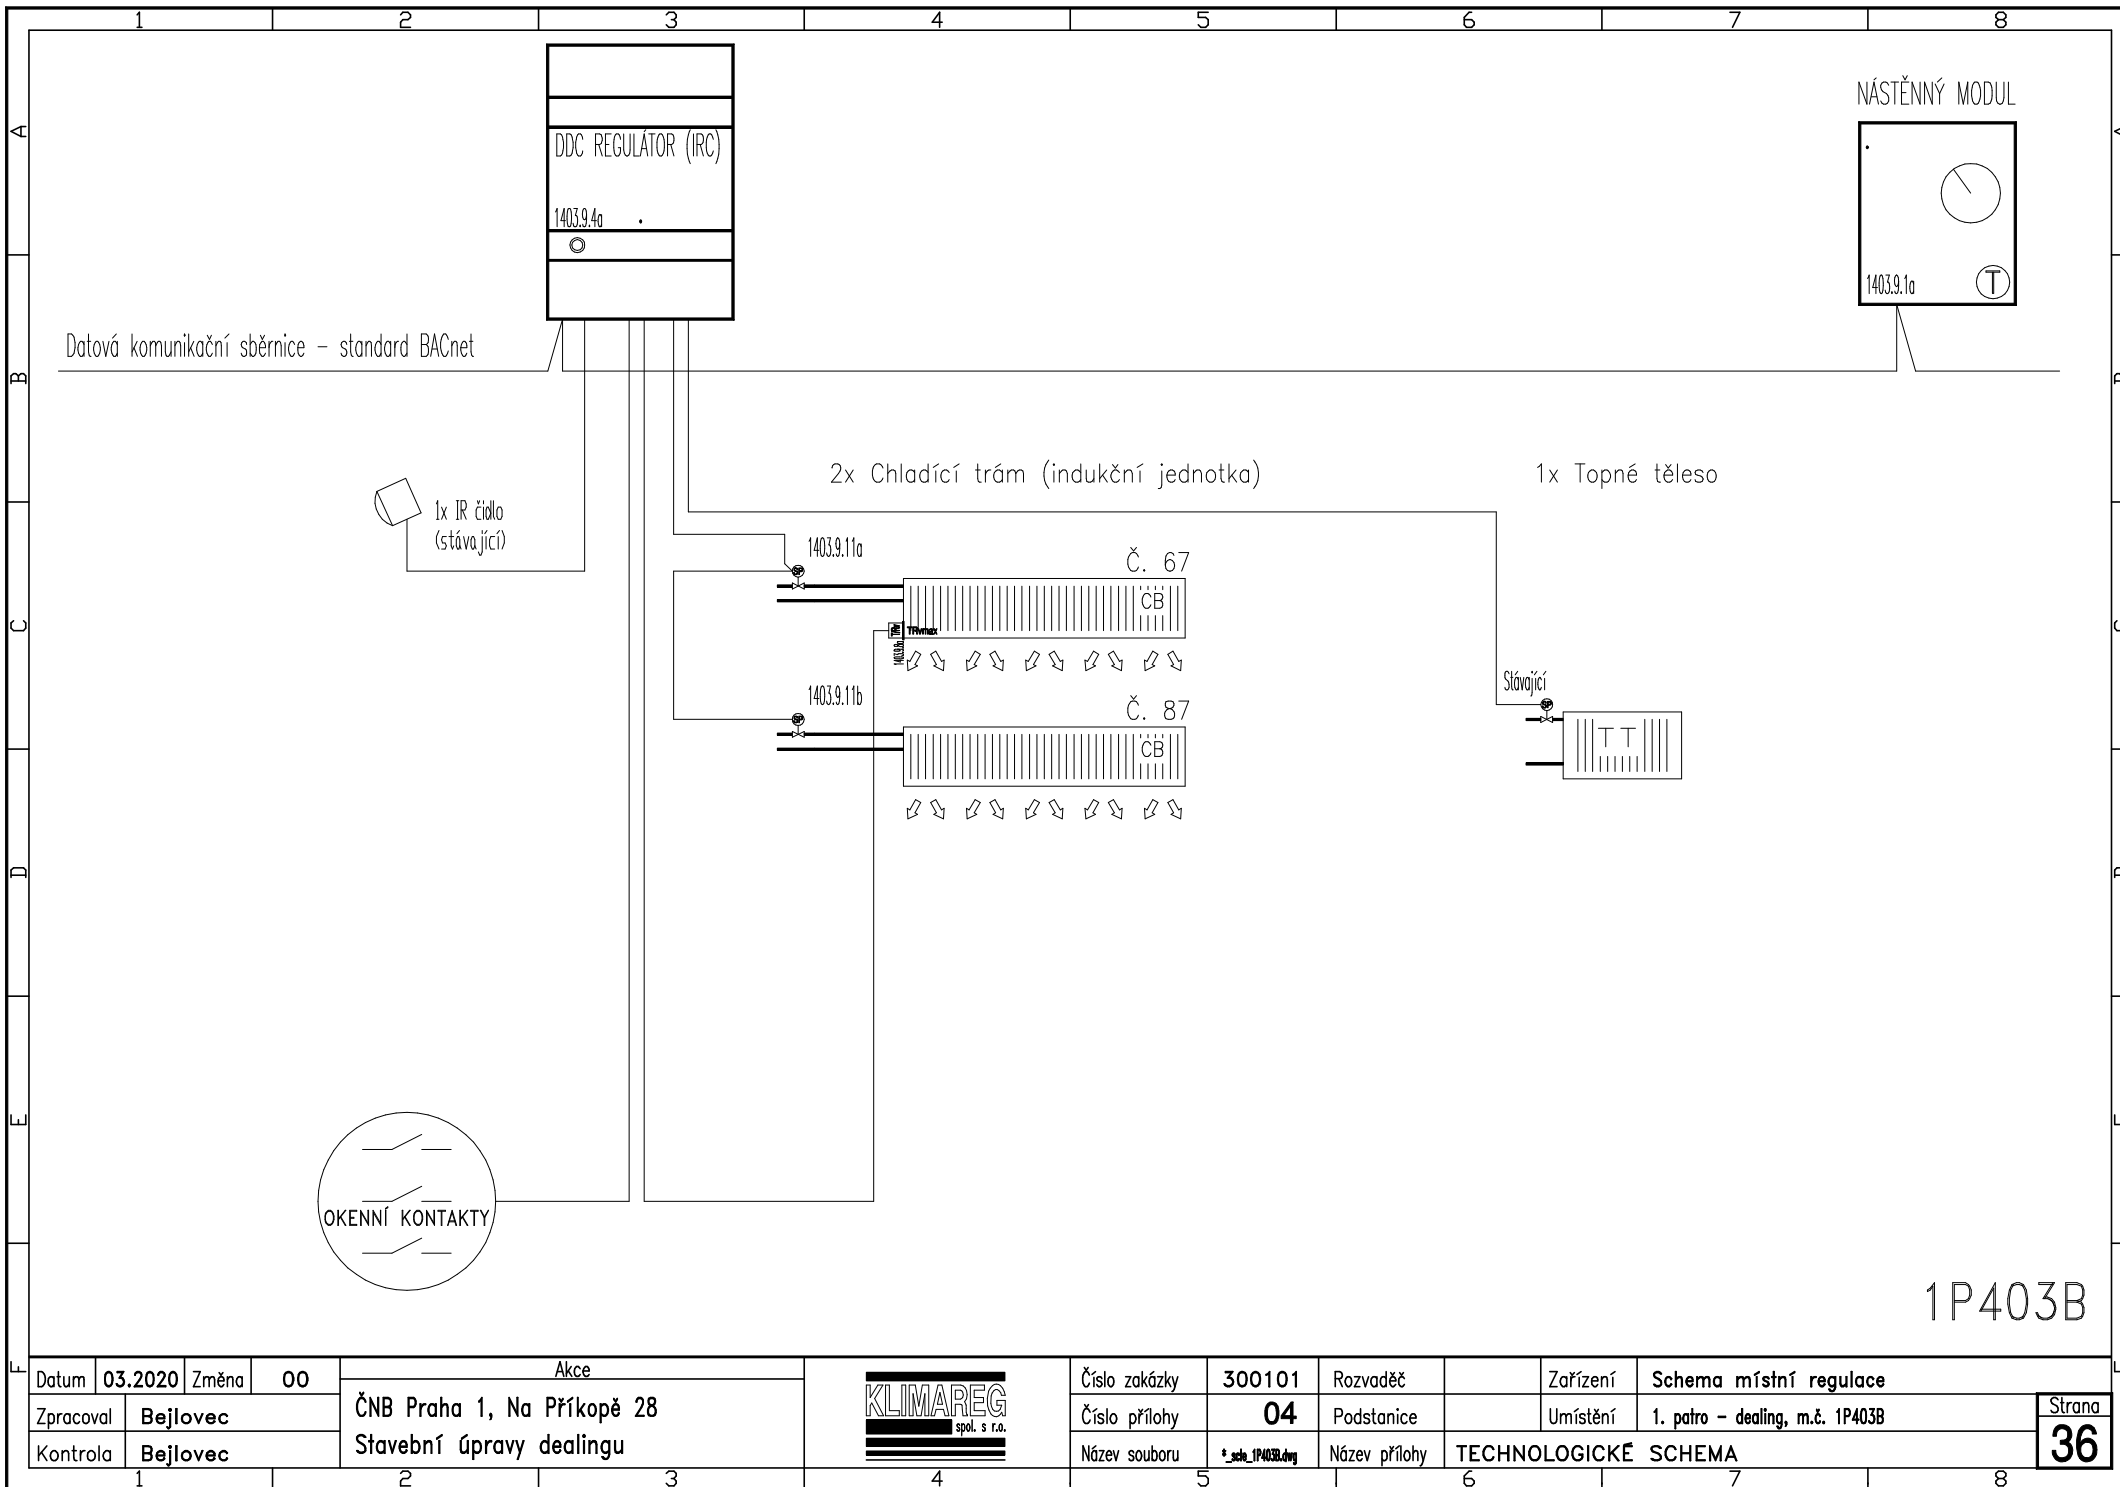 1 2 3 4 5 6 7 8
A
B
C
D
E
F
NÁSTĚNNÝ MODUL
DDC REGULÁTOR (IRC)
1403.9.4a
1403.9.1a
T
Datová komunikační sběrnice – standard BACnet
2x Chladící trám (indukční jednotka)
1x Topné těleso
1x IR čidlo
(stávající)
1403.9.11a
Č. 67
SP
CB
TRvmax
1403.9.11b
Č. 87
SP
CB
Stávající
SP
T T
OKENNÍ KONTAKTY
1P403B
Datum 03.2020 Změna 00
Zpracoval Bejlovec
Kontrola Bejlovec
Akce
ČNB Praha 1, Na Příkopě 28
Stavební úpravy dealingu
KLIMAREG
spol. s r.o.
Číslo zakázky 300101 Rozvaděč Zařízení Schema místní regulace
Číslo přílohy 04 Podstanice Umístění 1. patro – dealing, m.č. 1P403B
Název souboru *_sche_1P403B.dwg Název přílohy TECHNOLOGICKÉ SCHEMA
Strana
36
1 2 3 4 5 6 7 8